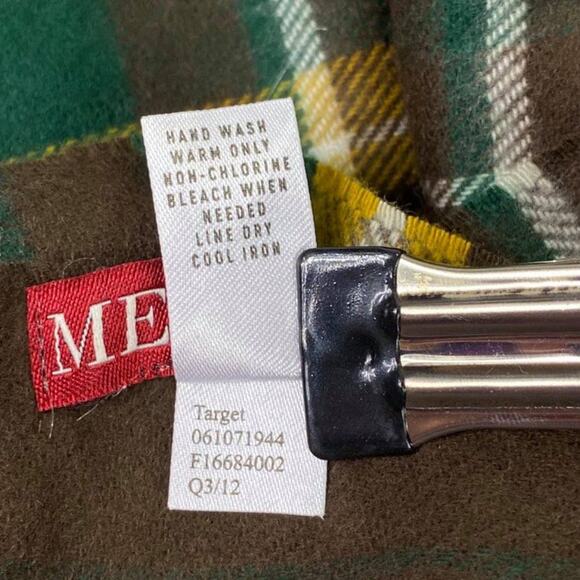 HAND WASH
WARM ONLY
NON-CHLORINE
BLEACH WHEN
NEEDED
LINE DRY
COOL IRON
ME
Target
061071944
F16684002
Q3/12